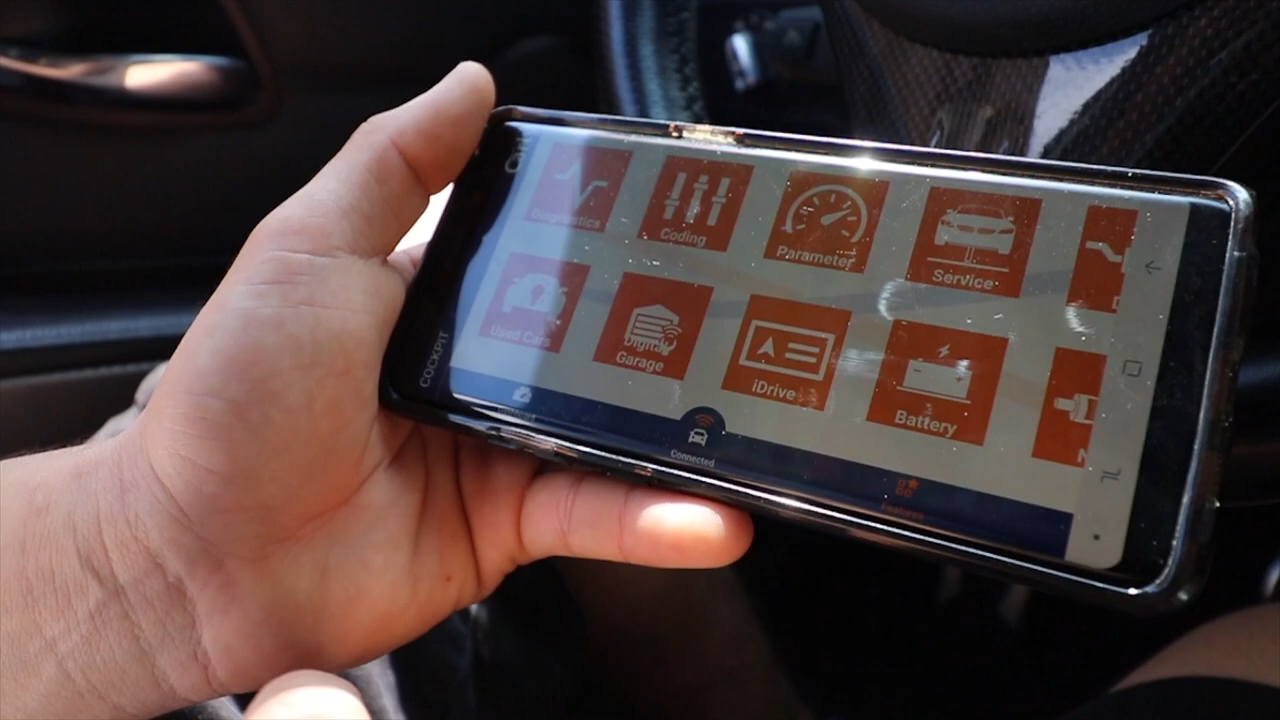 Diagnostics
Coding
Parameter
Service
Used Cars
Digital
Garage
iDrive
Battery
COCKPIT
Connected
Features